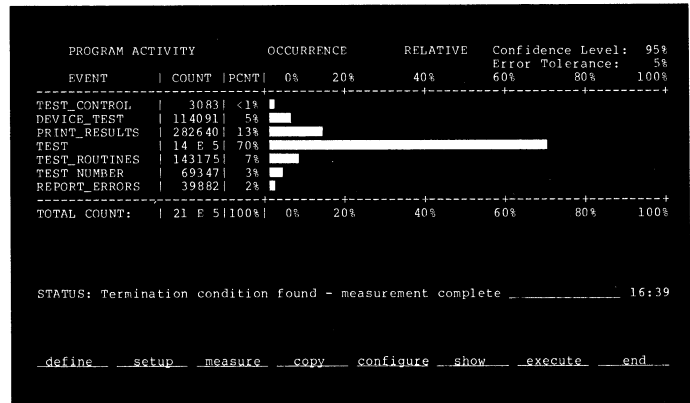 PROGRAM ACTIVITY OCCURRENCE RELATIVE Confidence Level: 95%
Error Tolerance: 5%
EVENT | COUNT |PCNT| 0% 20% 40% 60% 80% 100%
TEST_CONTROL | 3083| <1%
DEVICE_TEST | 114091| 5%
PRINT_RESULTS | 282640| 13%
TEST | 14 E 5| 70%
TEST_ROUTINES | 143175| 7%
TEST_NUMBER | 69347| 3%
REPORT_ERRORS | 39882| 2%
TOTAL COUNT: | 21 E 5|100%| 0% 20% 40% 60% 80% 100%
STATUS: Termination condition found - measurement complete 16:39
define setup measure copy configure show execute end